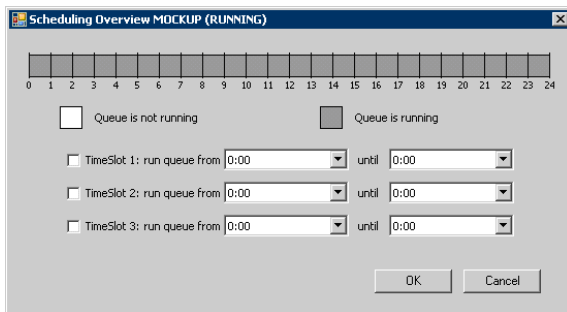 Scheduling Overview MOCKUP (RUNNING)
0 1 2 3 4 5 6 7 8 9 10 11 12 13 14 15 16 17 18 19 20 21 22 23 24
Queue is not running Queue is running
TimeSlot 1: run queue from 0:00 until 0:00
TimeSlot 2: run queue from 0:00 until 0:00
TimeSlot 3: run queue from 0:00 until 0:00
OK Cancel